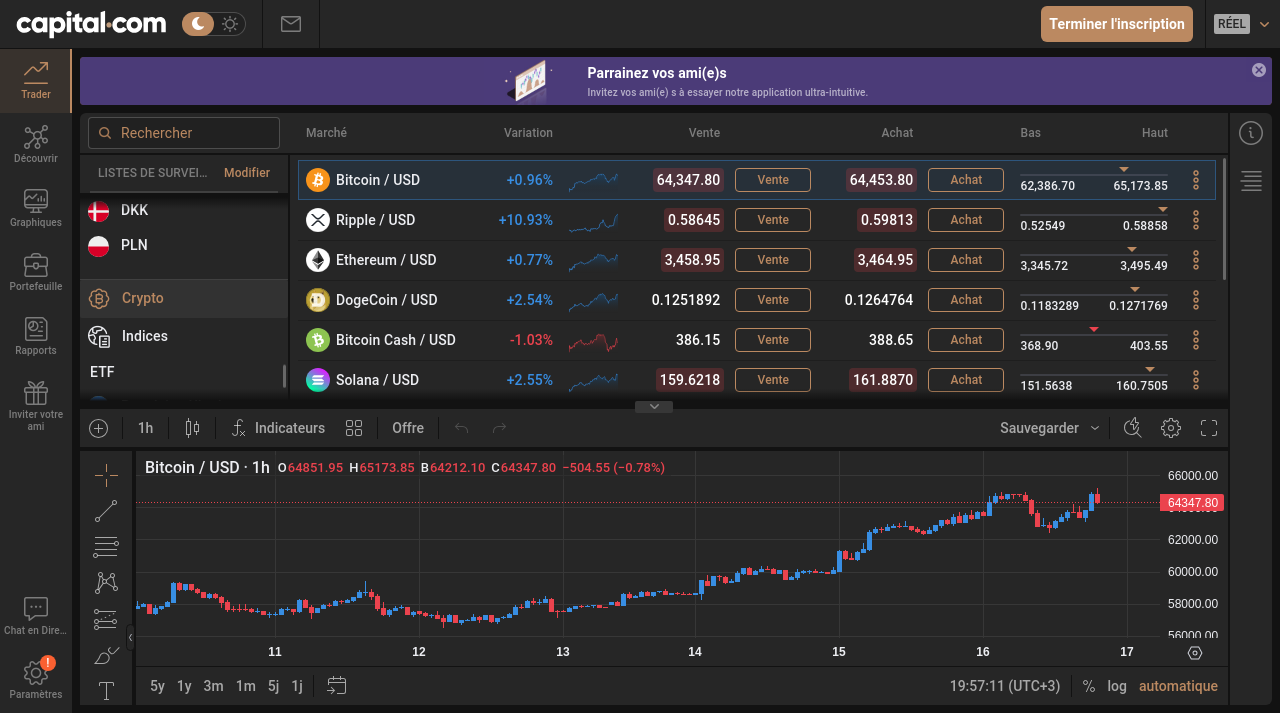 capital.com
Terminer l'inscription
RÉEL
Parrainez vos ami(e)s
Invitez vos ami(e) s à essayer notre application ultra-intuitive.
Trader
Découvrir
Graphiques
Portefeuille
Rapports
Inviter votre
ami
Chat en Dire...
!
Paramètres
Rechercher
LISTES DE SURVEI... Modifier
DKK
PLN
Crypto
Indices
ETF
Marché Variation Vente Achat Bas Haut
Bitcoin / USD +0.96% 64,347.80 Vente 64,453.80 Achat 62,386.70 65,173.85
Ripple / USD +10.93% 0.58645 Vente 0.59813 Achat 0.52549 0.58858
Ethereum / USD +0.77% 3,458.95 Vente 3,464.95 Achat 3,345.72 3,495.49
DogeCoin / USD +2.54% 0.1251892 Vente 0.1264764 Achat 0.1183289 0.1271769
Bitcoin Cash / USD -1.03% 386.15 Vente 388.65 Achat 368.90 403.55
Solana / USD +2.55% 159.6218 Vente 161.8870 Achat 151.5638 160.7505
1h Indicateurs Offre Sauvegarder
Bitcoin / USD · 1h O64851.95 H65173.85 B64212.10 C64347.80 −504.55 (−0.78%)
66000.00
64347.80
62000.00
60000.00
58000.00
56000.00
11 12 13 14 15 16 17
5y 1y 3m 1m 5j 1j 19:57:11 (UTC+3) % log automatique